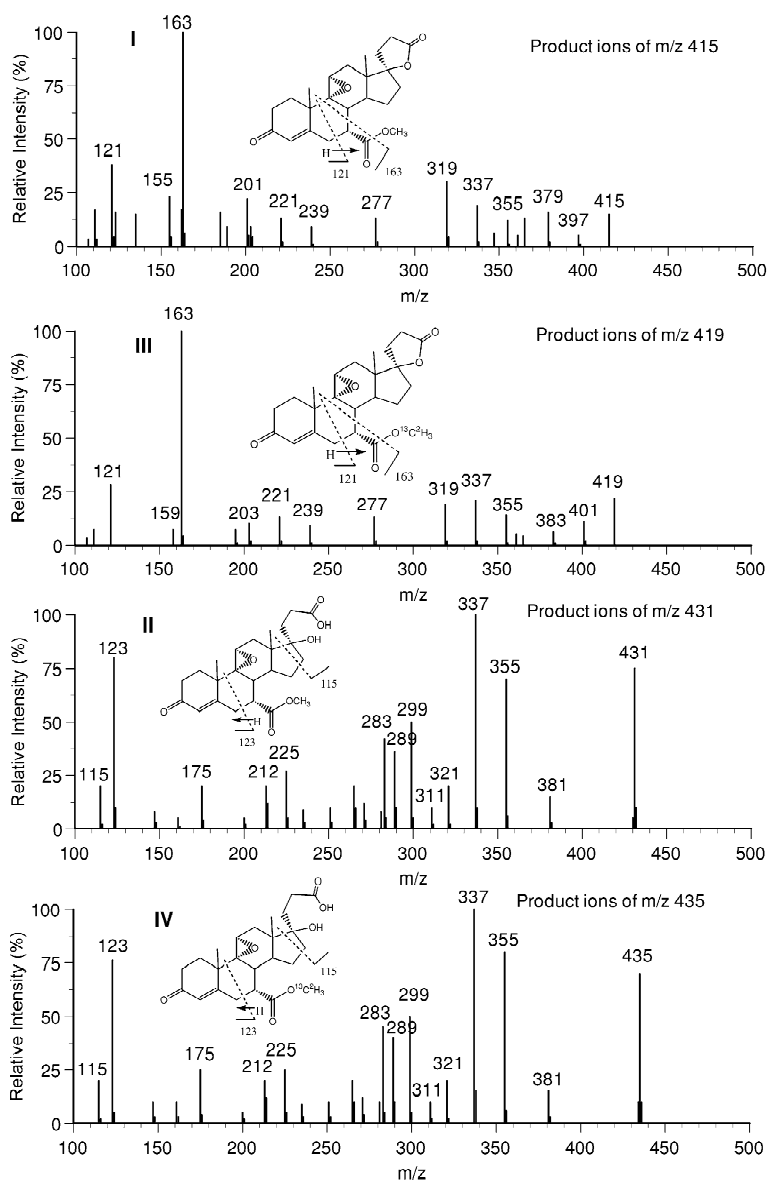 I
Product ions of m/z 415
Relative Intensity (%)
100
75
50
25
0
163
121
155
201
221
239
277
319
337
355
379
397
415
O
O
O
O
OCH₃
O
H
121
163
100 150 200 250 300 350 400 450 500
m/z
III
Product ions of m/z 419
Relative Intensity (%)
100
75
50
25
0
163
121
159
203
221
239
277
319
337
355
383
401
419
O
O
O
O
O¹³C²H₃
O
H
121
163
100 150 200 250 300 350 400 450 500
m/z
II
Product ions of m/z 431
Relative Intensity (%)
100
75
50
25
0
115
123
175
212
225
283
289
299
311
321
337
355
381
431
O
OH
OH
O
O
OCH₃
O
H
115
123
100 150 200 250 300 350 400 450 500
m/z
IV
Product ions of m/z 435
Relative Intensity (%)
100
75
50
25
0
115
123
175
212
225
283
289
299
311
321
337
355
381
435
O
OH
OH
O
O
O¹³C²H₃
O
H
115
123
100 150 200 250 300 350 400 450 500
m/z